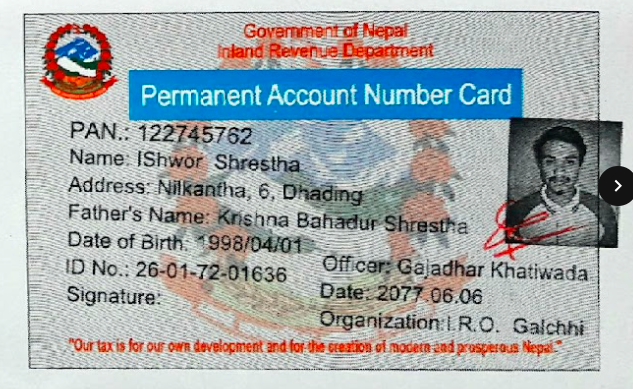 Government of Nepal
Inland Revenue Department
Permanent Account Number Card
PAN.: 122745762
Name: IShwor Shrestha
Address: Nilkantha, 6, Dhading
Father's Name: Krishna Bahadur Shrestha
Date of Birth: 1998/04/01
ID No.: 26-01-72-01636
Officer: Gajadhar Khatiwada
Signature:
Date: 2077.06.06
Organization:I.R.O. Galchhi
"Our tax is for our own development and for the creation of modern and prosperous Nepal."